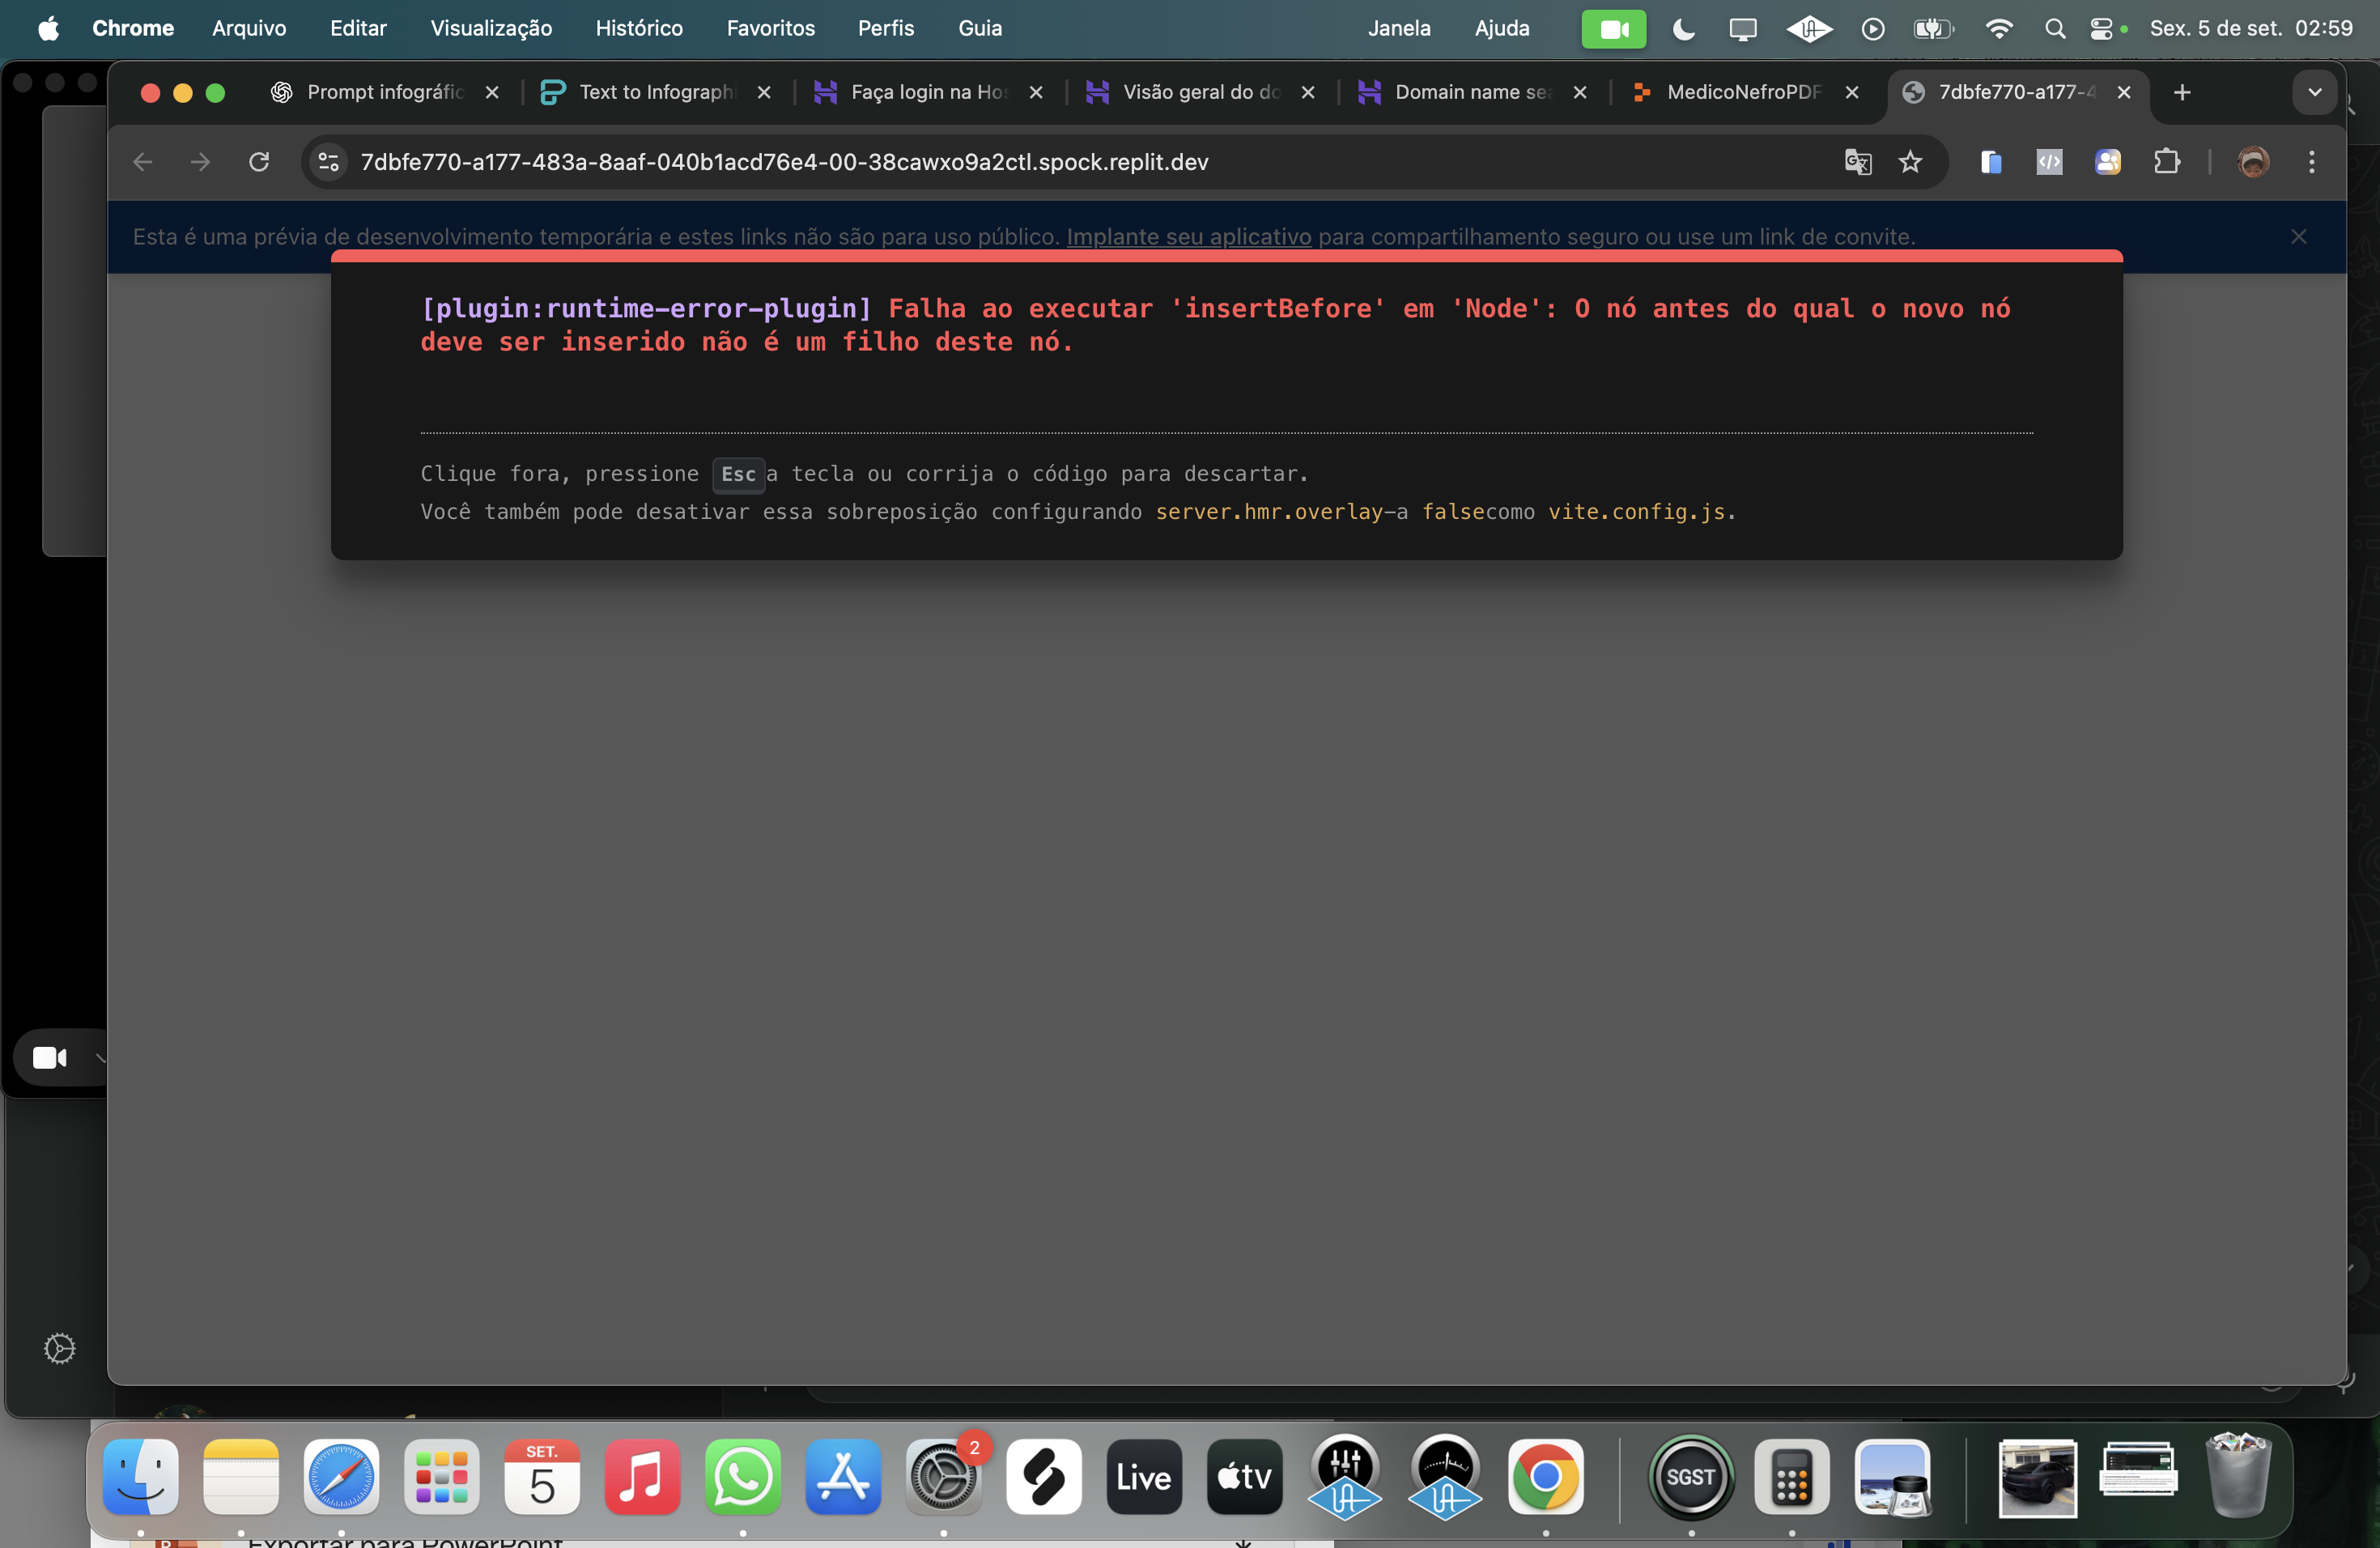 Chrome Arquivo Editar Visualização Histórico Favoritos Perfis Guia Janela Ajuda Sex. 5 de set. 02:59
Prompt infográfic Text to Infograph Faça login na Hos Visão geral do do Domain name sea MedicoNefroPDF 7dbfe770-a177-4
7dbfe770-a177-483a-8aaf-040b1acd76e4-00-38cawxo9a2ctl.spock.replit.dev
Esta é uma prévia de desenvolvimento temporária e estes links não são para uso público. Implante seu aplicativo para compartilhamento seguro ou use um link de convite.
[plugin:runtime-error-plugin] Falha ao executar 'insertBefore' em 'Node': O nó antes do qual o novo nó
deve ser inserido não é um filho deste nó.
Clique fora, pressione Esc a tecla ou corrija o código para descartar.
Você também pode desativar essa sobreposição configurando server.hmr.overlay-a falsecomo vite.config.js.
SET.
5
2
Live
tv
SGST
Exportar para PowerPoint